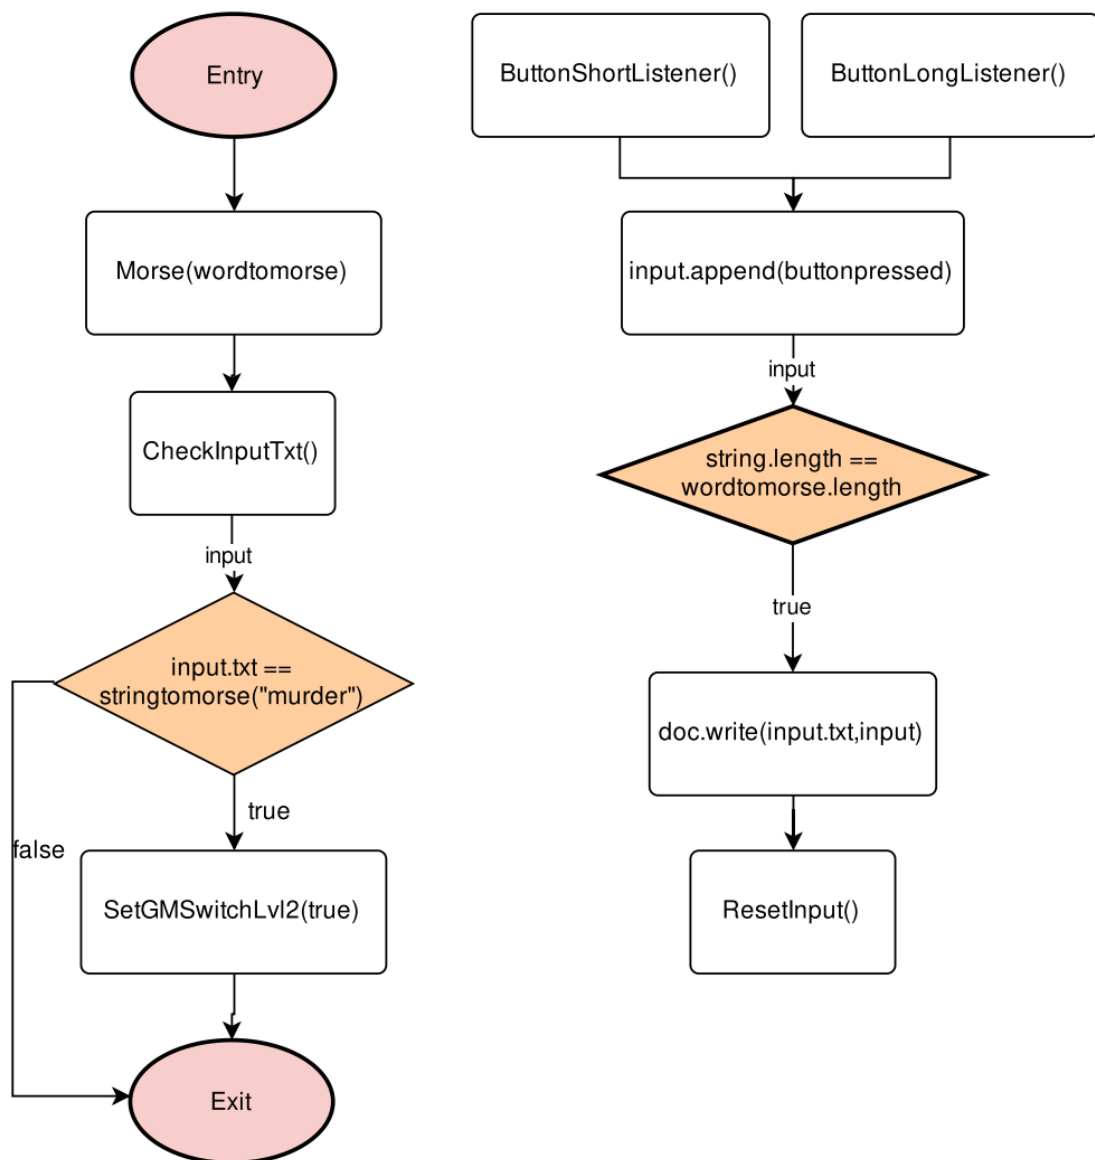 Entry
Morse(wordtomorse)
CheckInputTxt()
input
input.txt ==
stringtomorse("murder")
true
false
SetGMSwitchLvl2(true)
Exit
ButtonShortListener()
ButtonLongListener()
input.append(buttonpressed)
input
string.length ==
wordtomorse.length
true
doc.write(input.txt,input)
ResetInput()